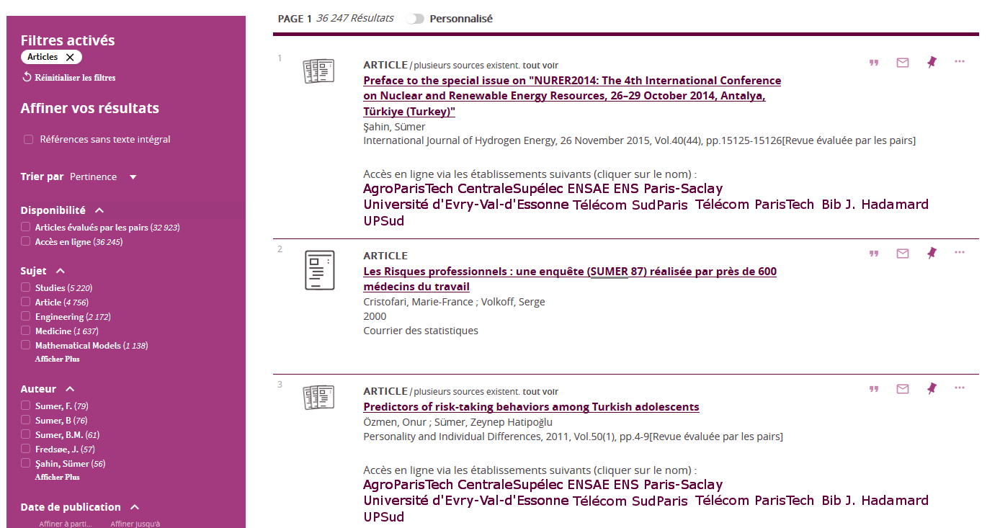 Filtres activés
Articles
Réinitialiser les filtres
Affiner vos résultats
Références sans texte intégral
Trier par Pertinence
Disponibilité
Articles évalués par les pairs (32 923)
Accès en ligne (36 245)
Sujet
Studies (5 220)
Article (4 756)
Engineering (2 172)
Medicine (1 637)
Mathematical Models (1 138)
Afficher Plus
Auteur
Sumer, F. (79)
Sumer, B (76)
Sumer, B.M. (61)
Fredsøe, J. (57)
Şahin, Sümer (56)
Afficher Plus
Date de publication
Affiner à parti... Affiner jusqu'à
PAGE 1 36 247 Résultats Personnalisé
1
ARTICLE / plusieurs sources existent. tout voir
Preface to the special issue on "NURER2014: The 4th International Conference
on Nuclear and Renewable Energy Resources, 26–29 October 2014, Antalya,
Türkiye (Turkey)"
Şahin, Sümer
International Journal of Hydrogen Energy, 26 November 2015, Vol.40(44), pp.15125-15126[Revue évaluée par les pairs]
Accès en ligne via les établissements suivants (cliquer sur le nom) :
AgroParisTech CentraleSupélec ENSAE ENS Paris-Saclay
Université d'Evry-Val-d'Essonne Télécom SudParis Télécom ParisTech Bib J. Hadamard
UPSud
2
ARTICLE
Les Risques professionnels : une enquête (SUMER 87) réalisée par près de 600
médecins du travail
Cristofari, Marie-France ; Volkoff, Serge
2000
Courrier des statistiques
3
ARTICLE / plusieurs sources existent. tout voir
Predictors of risk-taking behaviors among Turkish adolescents
Özmen, Onur ; Sümer, Zeynep Hatipoğlu
Personality and Individual Differences, 2011, Vol.50(1), pp.4-9[Revue évaluée par les pairs]
Accès en ligne via les établissements suivants (cliquer sur le nom) :
AgroParisTech CentraleSupélec ENSAE ENS Paris-Saclay
Université d'Evry-Val-d'Essonne Télécom SudParis Télécom ParisTech Bib J. Hadamard
UPSud